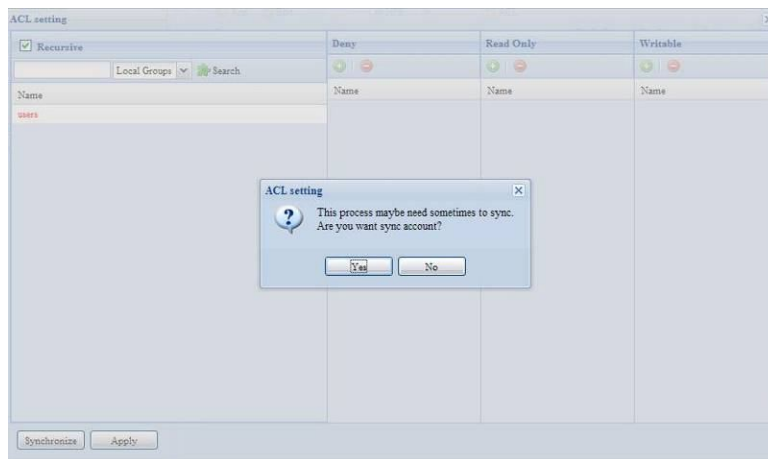 ACL setting
Recursive
Deny
Read Only
Writable
Local Groups
Search
Name
Name
Name
Name
users
ACL setting
This process maybe need sometimes to sync.
Are you want sync account?
Yes
No
Synchronize
Apply